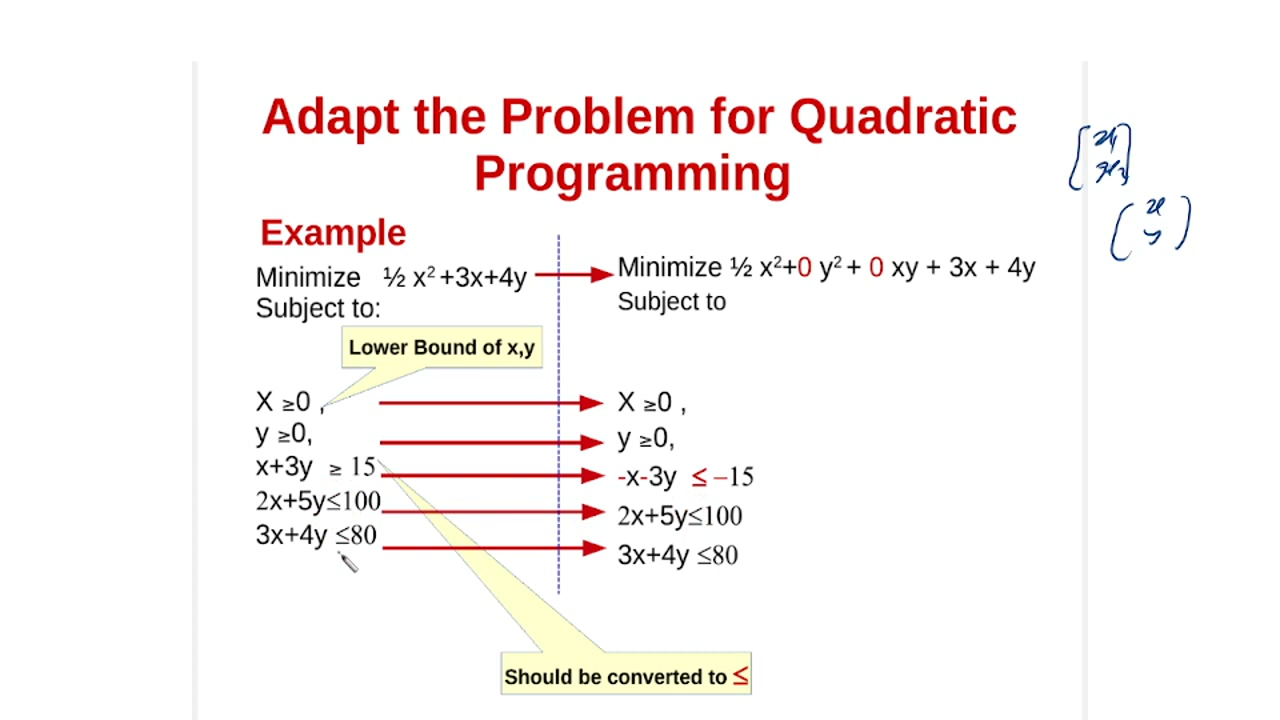 Adapt the Problem for Quadratic
Programming
Example
Minimize ½ x² +3x+4y
Subject to:
Lower Bound of x,y
X ≥0 ,
y ≥0,
x+3y ≥ 15
2x+5y≤100
3x+4y ≤80
Minimize ½ x²+0 y² + 0 xy + 3x + 4y
Subject to
X ≥0 ,
y ≥0,
-x-3y ≤ –15
2x+5y≤100
3x+4y ≤80
Should be converted to ≤